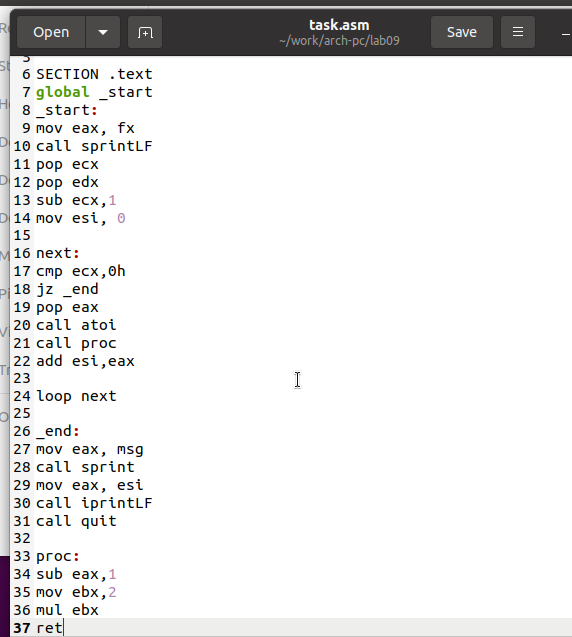 Open
task.asm
~/work/arch-pc/lab09
Save
5
6 SECTION .text
7 global _start
8 _start:
9 mov eax, fx
10 call sprintLF
11 pop ecx
12 pop edx
13 sub ecx,1
14 mov esi, 0
15
16 next:
17 cmp ecx,0h
18 jz _end
19 pop eax
20 call atoi
21 call proc
22 add esi,eax
23
24 loop next
25
26 _end:
27 mov eax, msg
28 call sprint
29 mov eax, esi
30 call iprintLF
31 call quit
32
33 proc:
34 sub eax,1
35 mov ebx,2
36 mul ebx
37 ret